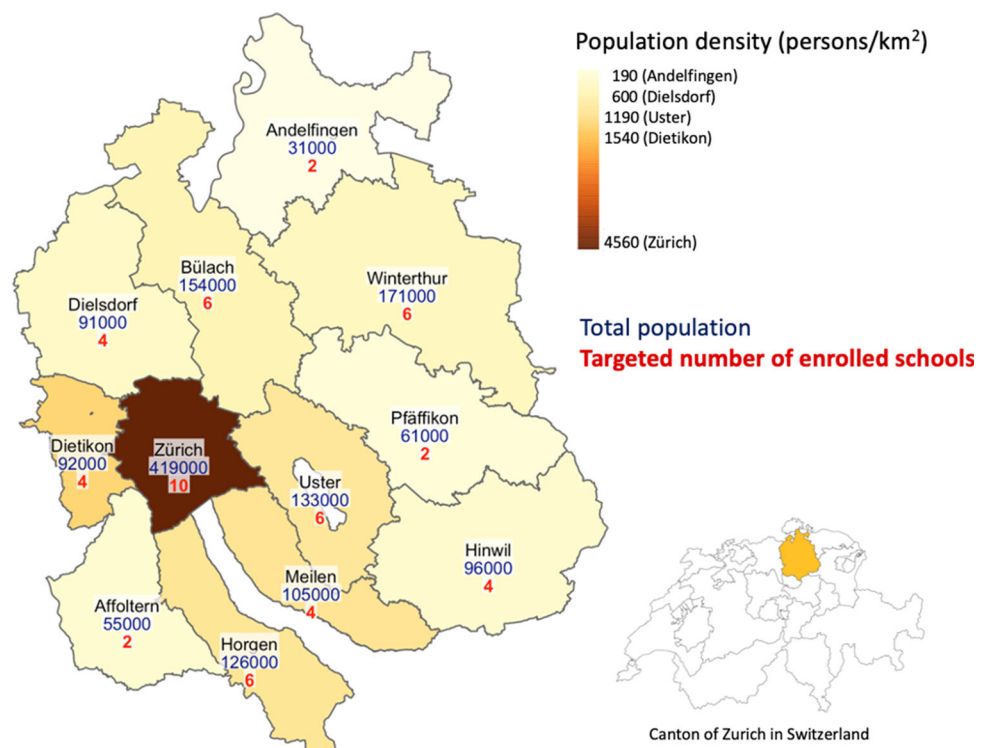 Population density (persons/km²)
190 (Andelfingen)
600 (Dielsdorf)
1190 (Uster)
1540 (Dietikon)
4560 (Zürich)
Total population
Targeted number of enrolled schools
Andelfingen
31000
2
Bülach
154000
6
Winterthur
171000
6
Dielsdorf
91000
4
Pfäffikon
61000
2
Dietikon
92000
4
Zürich
419000
10
Uster
133000
6
Hinwil
96000
4
Meilen
105000
4
Affoltern
55000
2
Horgen
126000
6
Canton of Zurich in Switzerland